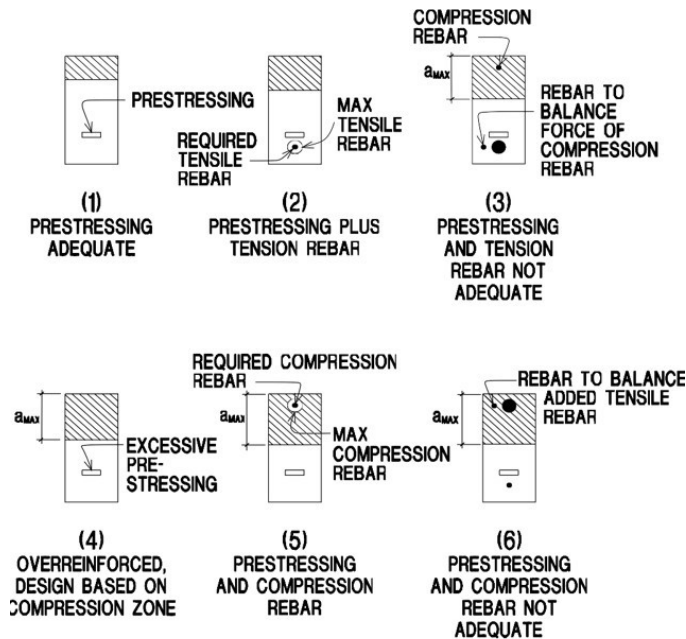 PRESTRESSING
(1)
PRESTRESSING
ADEQUATE
REQUIRED
TENSILE
REBAR
MAX
TENSILE
REBAR
(2)
PRESTRESSING PLUS
TENSION REBAR
COMPRESSION
REBAR
aMAX
REBAR TO
BALANCE
FORCE OF
COMPRESSION
REBAR
(3)
PRESTRESSING
AND TENSION
REBAR NOT
ADEQUATE
aMAX
EXCESSIVE
PRE-
STRESSING
(4)
OVERREINFORCED,
DESIGN BASED ON
COMPRESSION ZONE
REQUIRED COMPRESSION
REBAR
aMAX
MAX
COMPRESSION
REBAR
(5)
PRESTRESSING
AND COMPRESSION
REBAR
aMAX
REBAR TO BALANCE
ADDED TENSILE
REBAR
(6)
PRESTRESSING
AND COMPRESSION
REBAR NOT
ADEQUATE